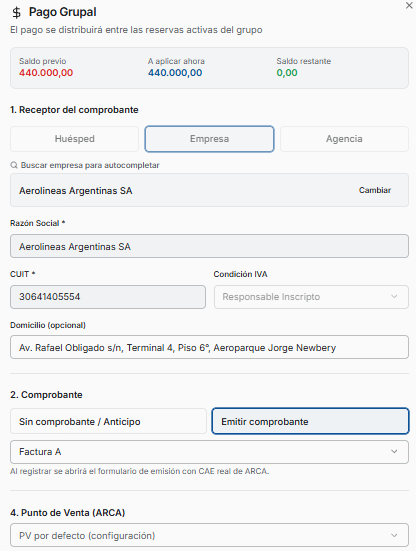 $ Pago Grupal
El pago se distribuirá entre las reservas activas del grupo
Saldo previo A aplicar ahora Saldo restante
440.000,00 440.000,00 0,00
1. Receptor del comprobante
Huésped Empresa Agencia
Buscar empresa para autocompletar
Aerolineas Argentinas SA Cambiar
Razón Social *
Aerolineas Argentinas SA
CUIT * Condición IVA
30641405554 Responsable Inscripto
Domicilio (opcional)
Av. Rafael Obligado s/n, Terminal 4, Piso 6°, Aeroparque Jorge Newbery
2. Comprobante
Sin comprobante / Anticipo Emitir comprobante
Factura A
Al registrar se abrirá el formulario de emisión con CAE real de ARCA.
4. Punto de Venta (ARCA)
PV por defecto (configuración)